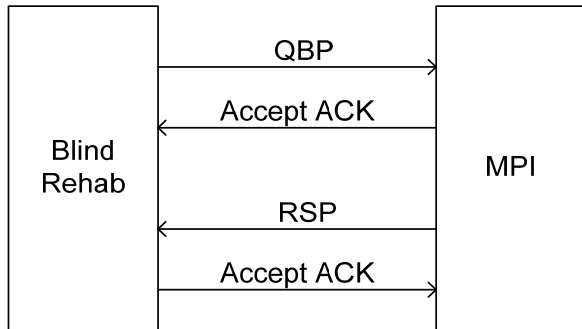 QBP
Accept ACK
Blind
Rehab
MPI
RSP
Accept ACK